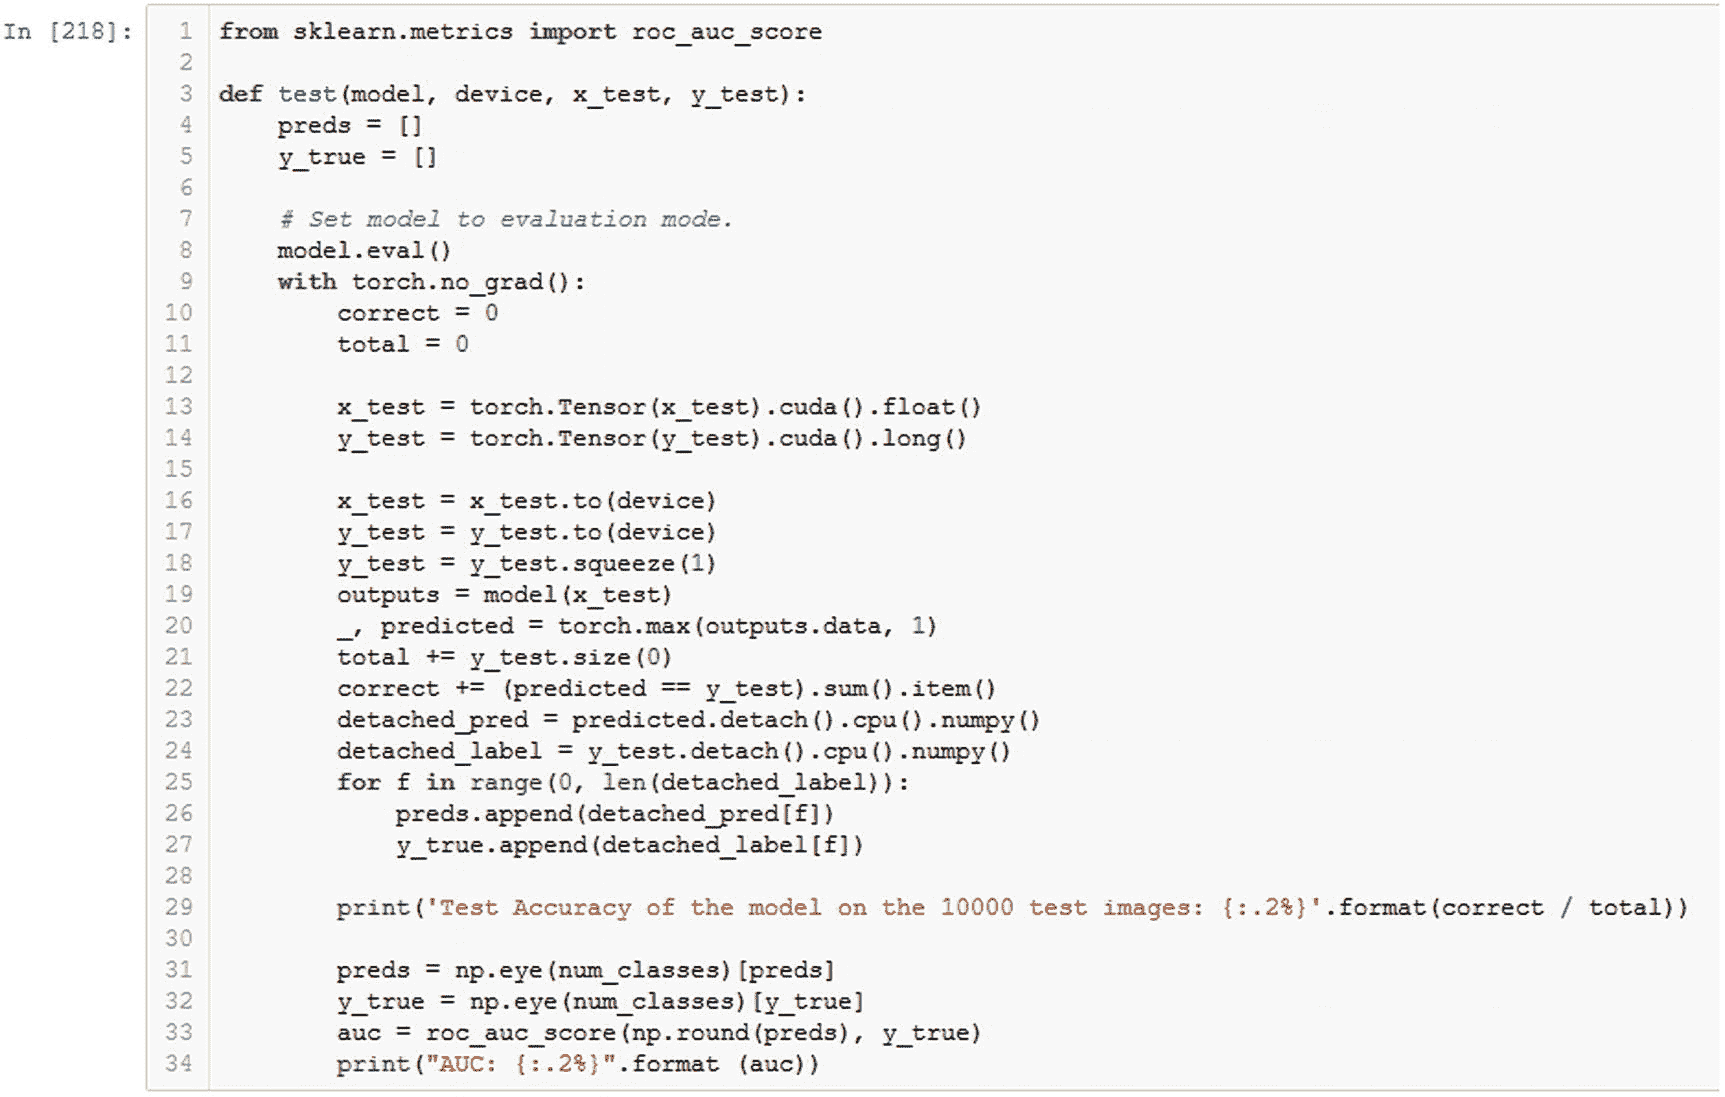 In [218]:
1 from sklearn.metrics import roc_auc_score
2
3 def test(model, device, x_test, y_test):
4     preds = []
5     y_true = []
6
7     # Set model to evaluation mode.
8     model.eval()
9     with torch.no_grad():
10         correct = 0
11         total = 0
12
13         x_test = torch.Tensor(x_test).cuda().float()
14         y_test = torch.Tensor(y_test).cuda().long()
15
16         x_test = x_test.to(device)
17         y_test = y_test.to(device)
18         y_test = y_test.squeeze(1)
19         outputs = model(x_test)
20         _, predicted = torch.max(outputs.data, 1)
21         total += y_test.size(0)
22         correct += (predicted == y_test).sum().item()
23         detached_pred = predicted.detach().cpu().numpy()
24         detached_label = y_test.detach().cpu().numpy()
25         for f in range(0, len(detached_label)):
26             preds.append(detached_pred[f])
27             y_true.append(detached_label[f])
28
29         print('Test Accuracy of the model on the 10000 test images: {:.2%}'.format(correct / total))
30
31         preds = np.eye(num_classes)[preds]
32         y_true = np.eye(num_classes)[y_true]
33         auc = roc_auc_score(np.round(preds), y_true)
34         print("AUC: {:.2%}".format (auc))